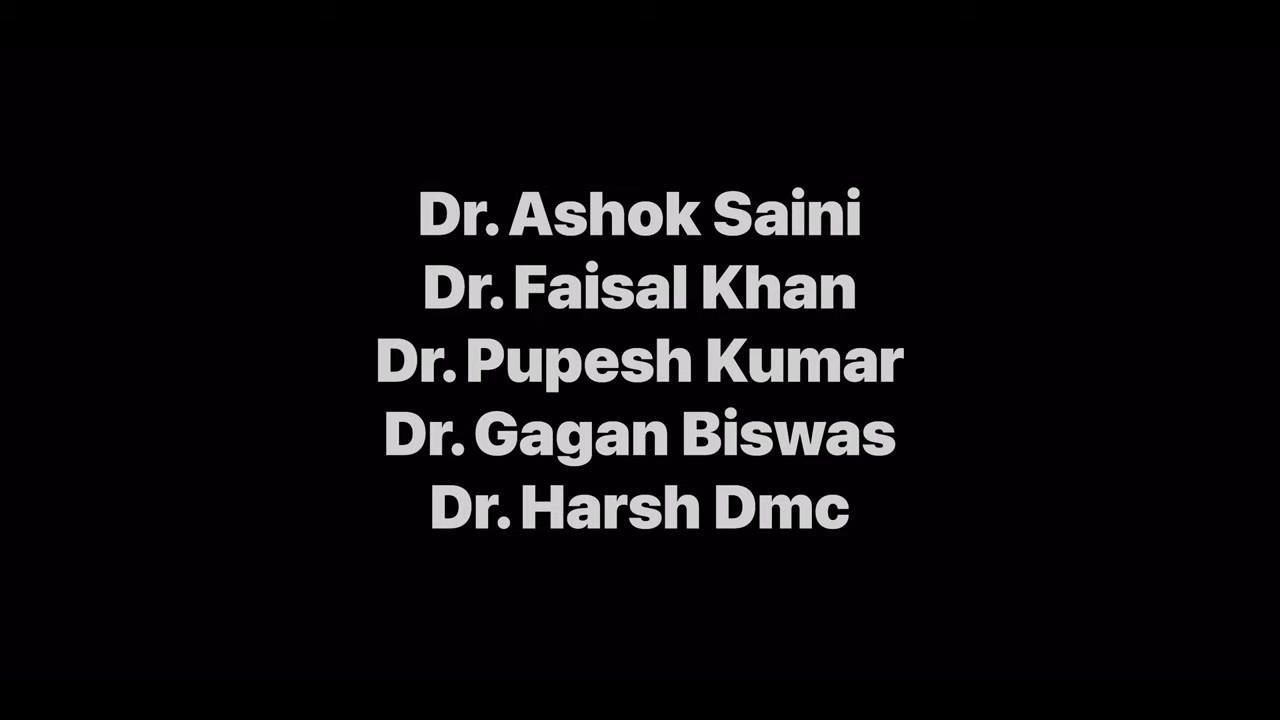 Dr. Ashok Saini
Dr. Faisal Khan
Dr. Pupesh Kumar
Dr. Gagan Biswas
Dr. Harsh Dmc